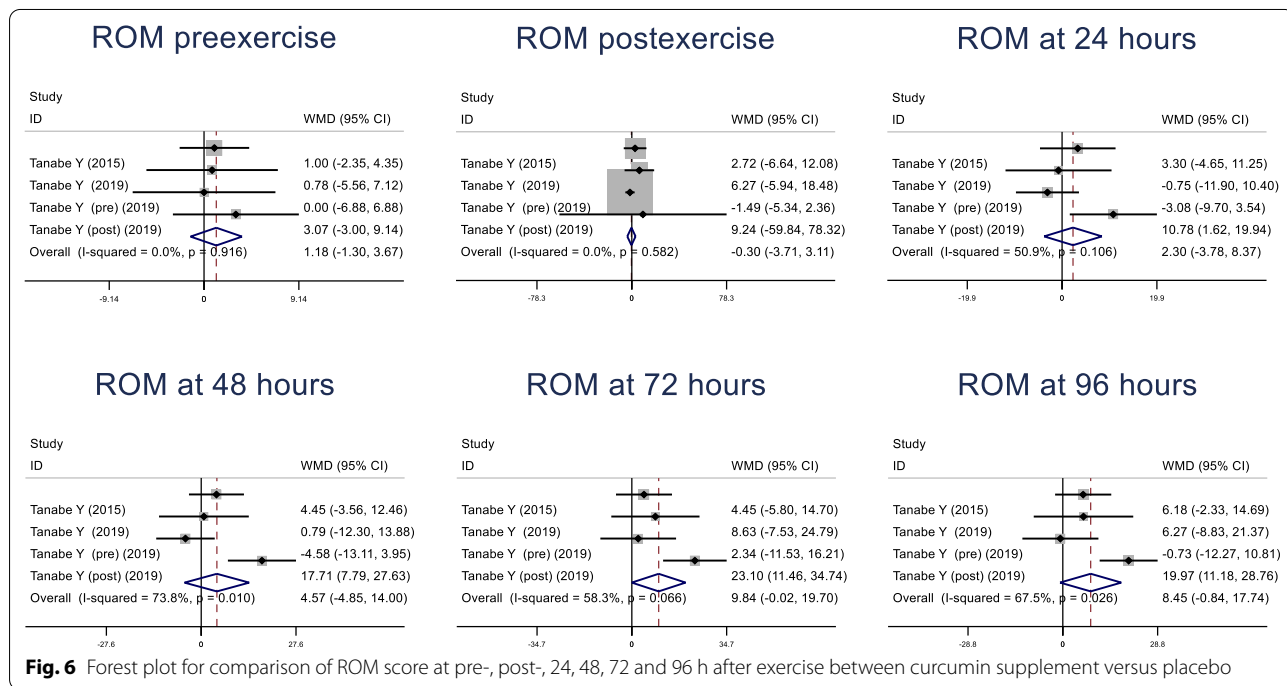 ROM preexercise
Study
ID WMD (95% CI)
Tanabe Y (2015) 1.00 (-2.35, 4.35)
Tanabe Y (2019) 0.78 (-5.56, 7.12)
Tanabe Y (pre) (2019) 0.00 (-6.88, 6.88)
Tanabe Y (post) (2019) 3.07 (-3.00, 9.14)
Overall (I-squared = 0.0%, p = 0.916) 1.18 (-1.30, 3.67)
-9.14 0 9.14
ROM postexercise
Study
ID WMD (95% CI)
Tanabe Y (2015) 2.72 (-6.64, 12.08)
Tanabe Y (2019) 6.27 (-5.94, 18.48)
Tanabe Y (pre) (2019) -1.49 (-5.34, 2.36)
Tanabe Y (post) (2019) 9.24 (-59.84, 78.32)
Overall (I-squared = 0.0%, p = 0.582) -0.30 (-3.71, 3.11)
-78.3 0 78.3
ROM at 24 hours
Study
ID WMD (95% CI)
Tanabe Y (2015) 3.30 (-4.65, 11.25)
Tanabe Y (2019) -0.75 (-11.90, 10.40)
Tanabe Y (pre) (2019) -3.08 (-9.70, 3.54)
Tanabe Y (post) (2019) 10.78 (1.62, 19.94)
Overall (I-squared = 50.9%, p = 0.106) 2.30 (-3.78, 8.37)
-19.9 0 19.9
ROM at 48 hours
Study
ID WMD (95% CI)
Tanabe Y (2015) 4.45 (-3.56, 12.46)
Tanabe Y (2019) 0.79 (-12.30, 13.88)
Tanabe Y (pre) (2019) -4.58 (-13.11, 3.95)
Tanabe Y (post) (2019) 17.71 (7.79, 27.63)
Overall (I-squared = 73.8%, p = 0.010) 4.57 (-4.85, 14.00)
-27.6 0 27.6
ROM at 72 hours
Study
ID WMD (95% CI)
Tanabe Y (2015) 4.45 (-5.80, 14.70)
Tanabe Y (2019) 8.63 (-7.53, 24.79)
Tanabe Y (pre) (2019) 2.34 (-11.53, 16.21)
Tanabe Y (post) (2019) 23.10 (11.46, 34.74)
Overall (I-squared = 58.3%, p = 0.066) 9.84 (-0.02, 19.70)
-34.7 0 34.7
ROM at 96 hours
Study
ID WMD (95% CI)
Tanabe Y (2015) 6.18 (-2.33, 14.69)
Tanabe Y (2019) 6.27 (-8.83, 21.37)
Tanabe Y (pre) (2019) -0.73 (-12.27, 10.81)
Tanabe Y (post) (2019) 19.97 (11.18, 28.76)
Overall (I-squared = 67.5%, p = 0.026) 8.45 (-0.84, 17.74)
-28.8 0 28.8
Fig. 6 Forest plot for comparison of ROM score at pre-, post-, 24, 48, 72 and 96 h after exercise between curcumin supplement versus placebo